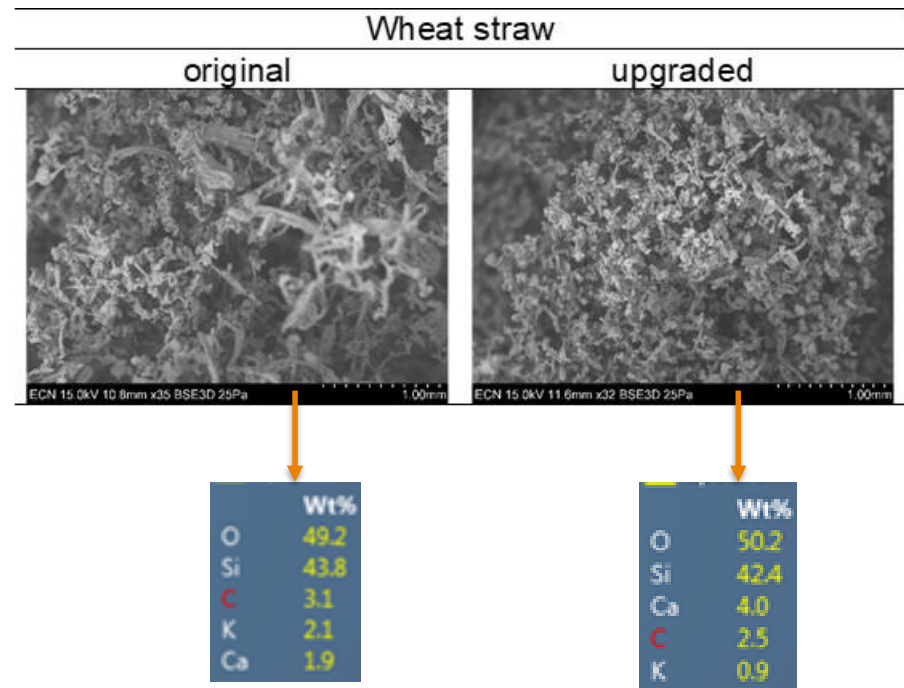 Wheat straw
original upgraded
ECN 15.0kV 10.8mm x35 BSE3D 25Pa 1.00mm
ECN 15.0kV 11.6mm x32 BSE3D 25Pa 1.00mm
Wt%
O 49.2
Si 43.8
C 3.1
K 2.1
Ca 1.9
Wt%
O 50.2
Si 42.4
Ca 4.0
C 2.5
K 0.9